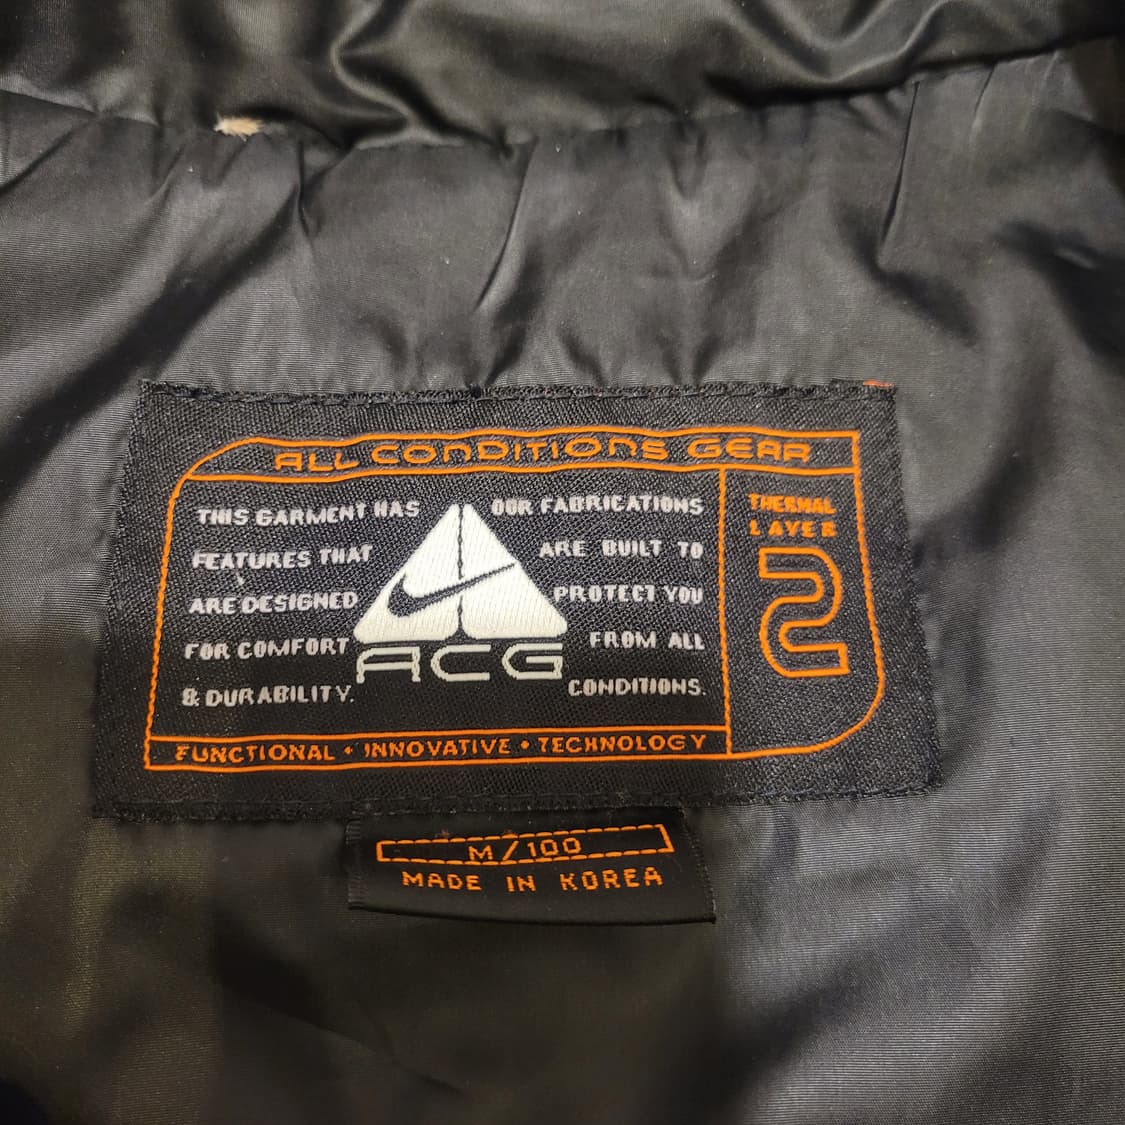 ALL CONDITIONS GEAR
THIS GARMENT HAS
FEATURES THAT
ARE DESIGNED
FOR COMFORT
& DURABILITY.
ACG
OUR FABRICATIONS
ARE BUILT TO
PROTECT YOU
FROM ALL
CONDITIONS.
THERMAL
LAYER
2
FUNCTIONAL • INNOVATIVE • TECHNOLOGY
M/100
MADE IN KOREA